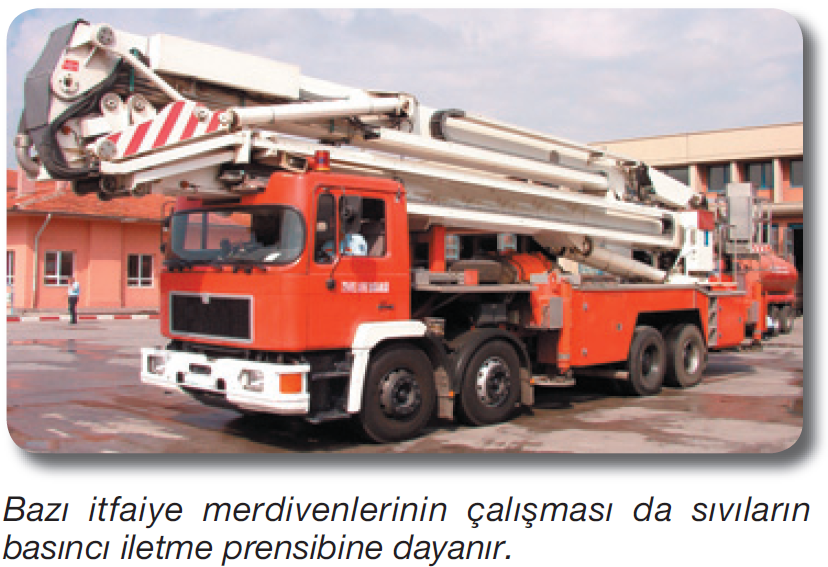 Bazı itfaiye merdivenlerinin çalışması da sıvıların
basıncı iletme prensibine dayanır.